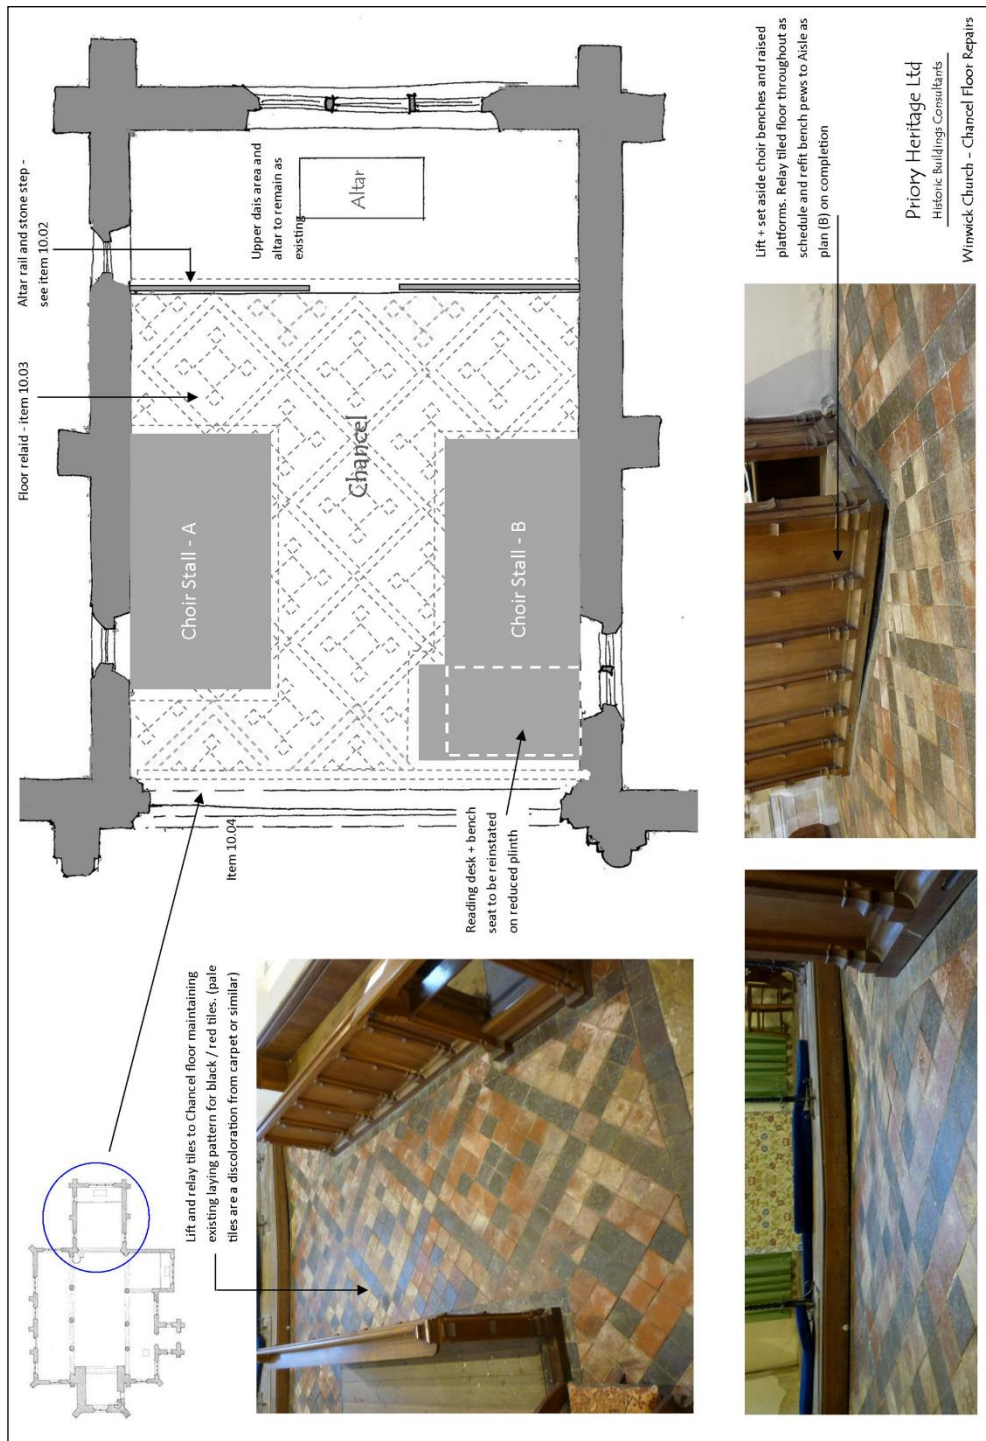 Altar rail and stone step -
see item 10.02
Floor relaid - item 10.03
Upper dais area and
altar to remain as
existing
Altar
Chancel
Choir Stall - A
Choir Stall - B
Item 10.04
Reading desk + bench
seat to be reinstated
on reduced plinth
Lift and relay tiles to Chancel floor maintaining
existing laying pattern for black / red tiles. (pale
tiles are a discoloration from carpet or similar)
Lift + set aside choir benches and raised
platforms. Relay tiled floor throughout as
schedule and refit bench pews to Aisle as
plan (B) on completion
Priory Heritage Ltd
Historic Buildings Consultants
Winwick Church - Chancel Floor Repairs